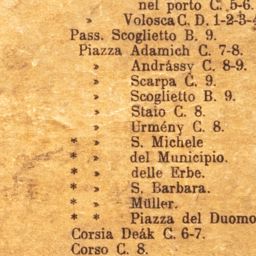 nel porto C. 5-6.
» Volosca C. D. 1-2-3-4
Pass. Scoglietto B. 9.
Piazza Adamich C. 7-8.
» Andrássy C. 8-9.
» Scarpa C. 9.
» Scoglietto B. 9.
» Staio C. 8.
» Urmény C. 8.
* » S. Michele
* » del Municipio.
* » delle Erbe.
* » S. Barbara.
* » Müller.
* * Piazza del Duomo
Corsia Deák C. 6-7.
Corso C. 8.